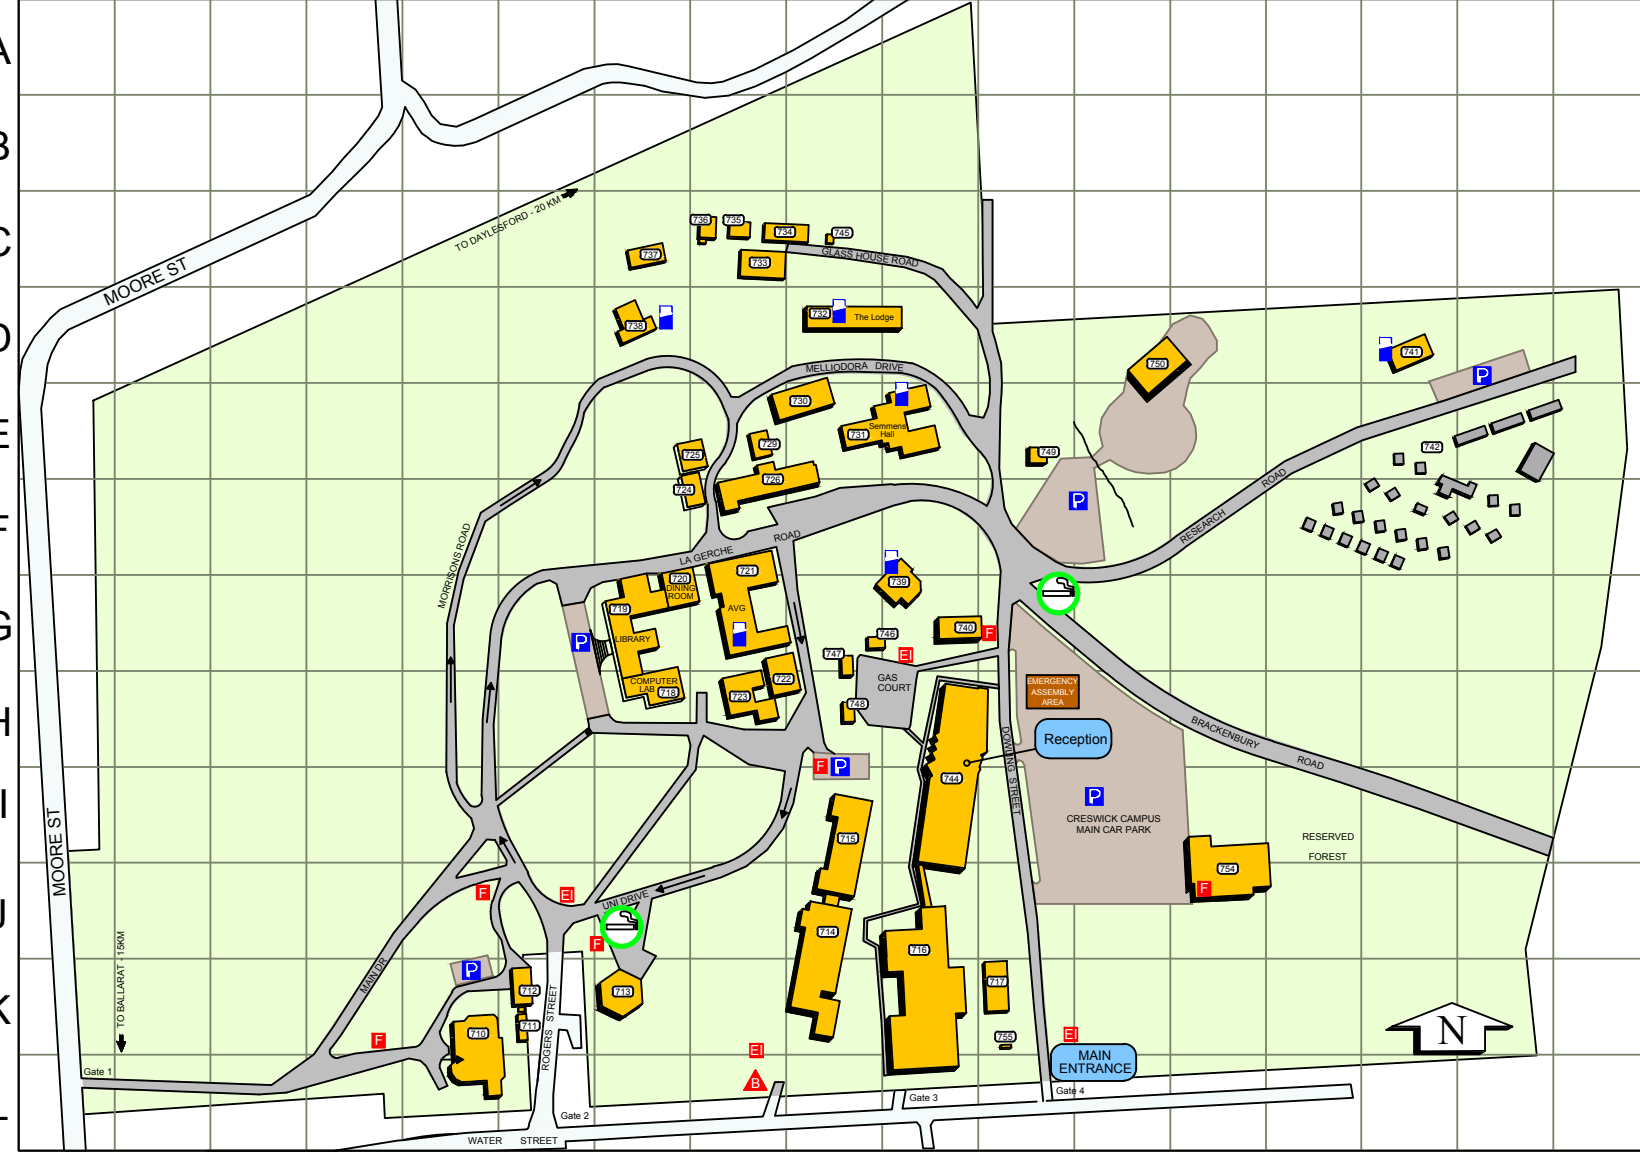 A
B
C
D
E
F
G
H
I
J
K
L
TO DAYLESFORD - 20 KM
MOORE ST
736
735
734
745
737
733
GLASS HOUSE ROAD
738
732
The Lodge
750
741
P
MELLIODORA DRIVE
730
731
Semmens
Hall
729
725
724
726
749
742
P
ROAD
RESEARCH
MORRISONS ROAD
LA GERCHE
ROAD
721
720
DINING
ROOM
719
AVG
739
P
LIBRARY
746
740
F
747
EI
COMPUTER
LAB
718
722
723
GAS
COURT
748
EMERGENCY
ASSEMBLY
AREA
Reception
BRACKENBURY
ROAD
DOWLING STREET
F
P
744
P
CRESWICK CAMPUS
MAIN CAR PARK
RESERVED
FOREST
715
754
F
MOORE ST
F
EI
UNI DRIVE
F
714
716
TO BALLARAT - 15KM
MAIN DR
P
712
713
717
711
710
F
ROGERS STREET
755
EI
EI
B
MAIN
ENTRANCE
N
Gate 1
Gate 2
Gate 3
Gate 4
WATER STREET